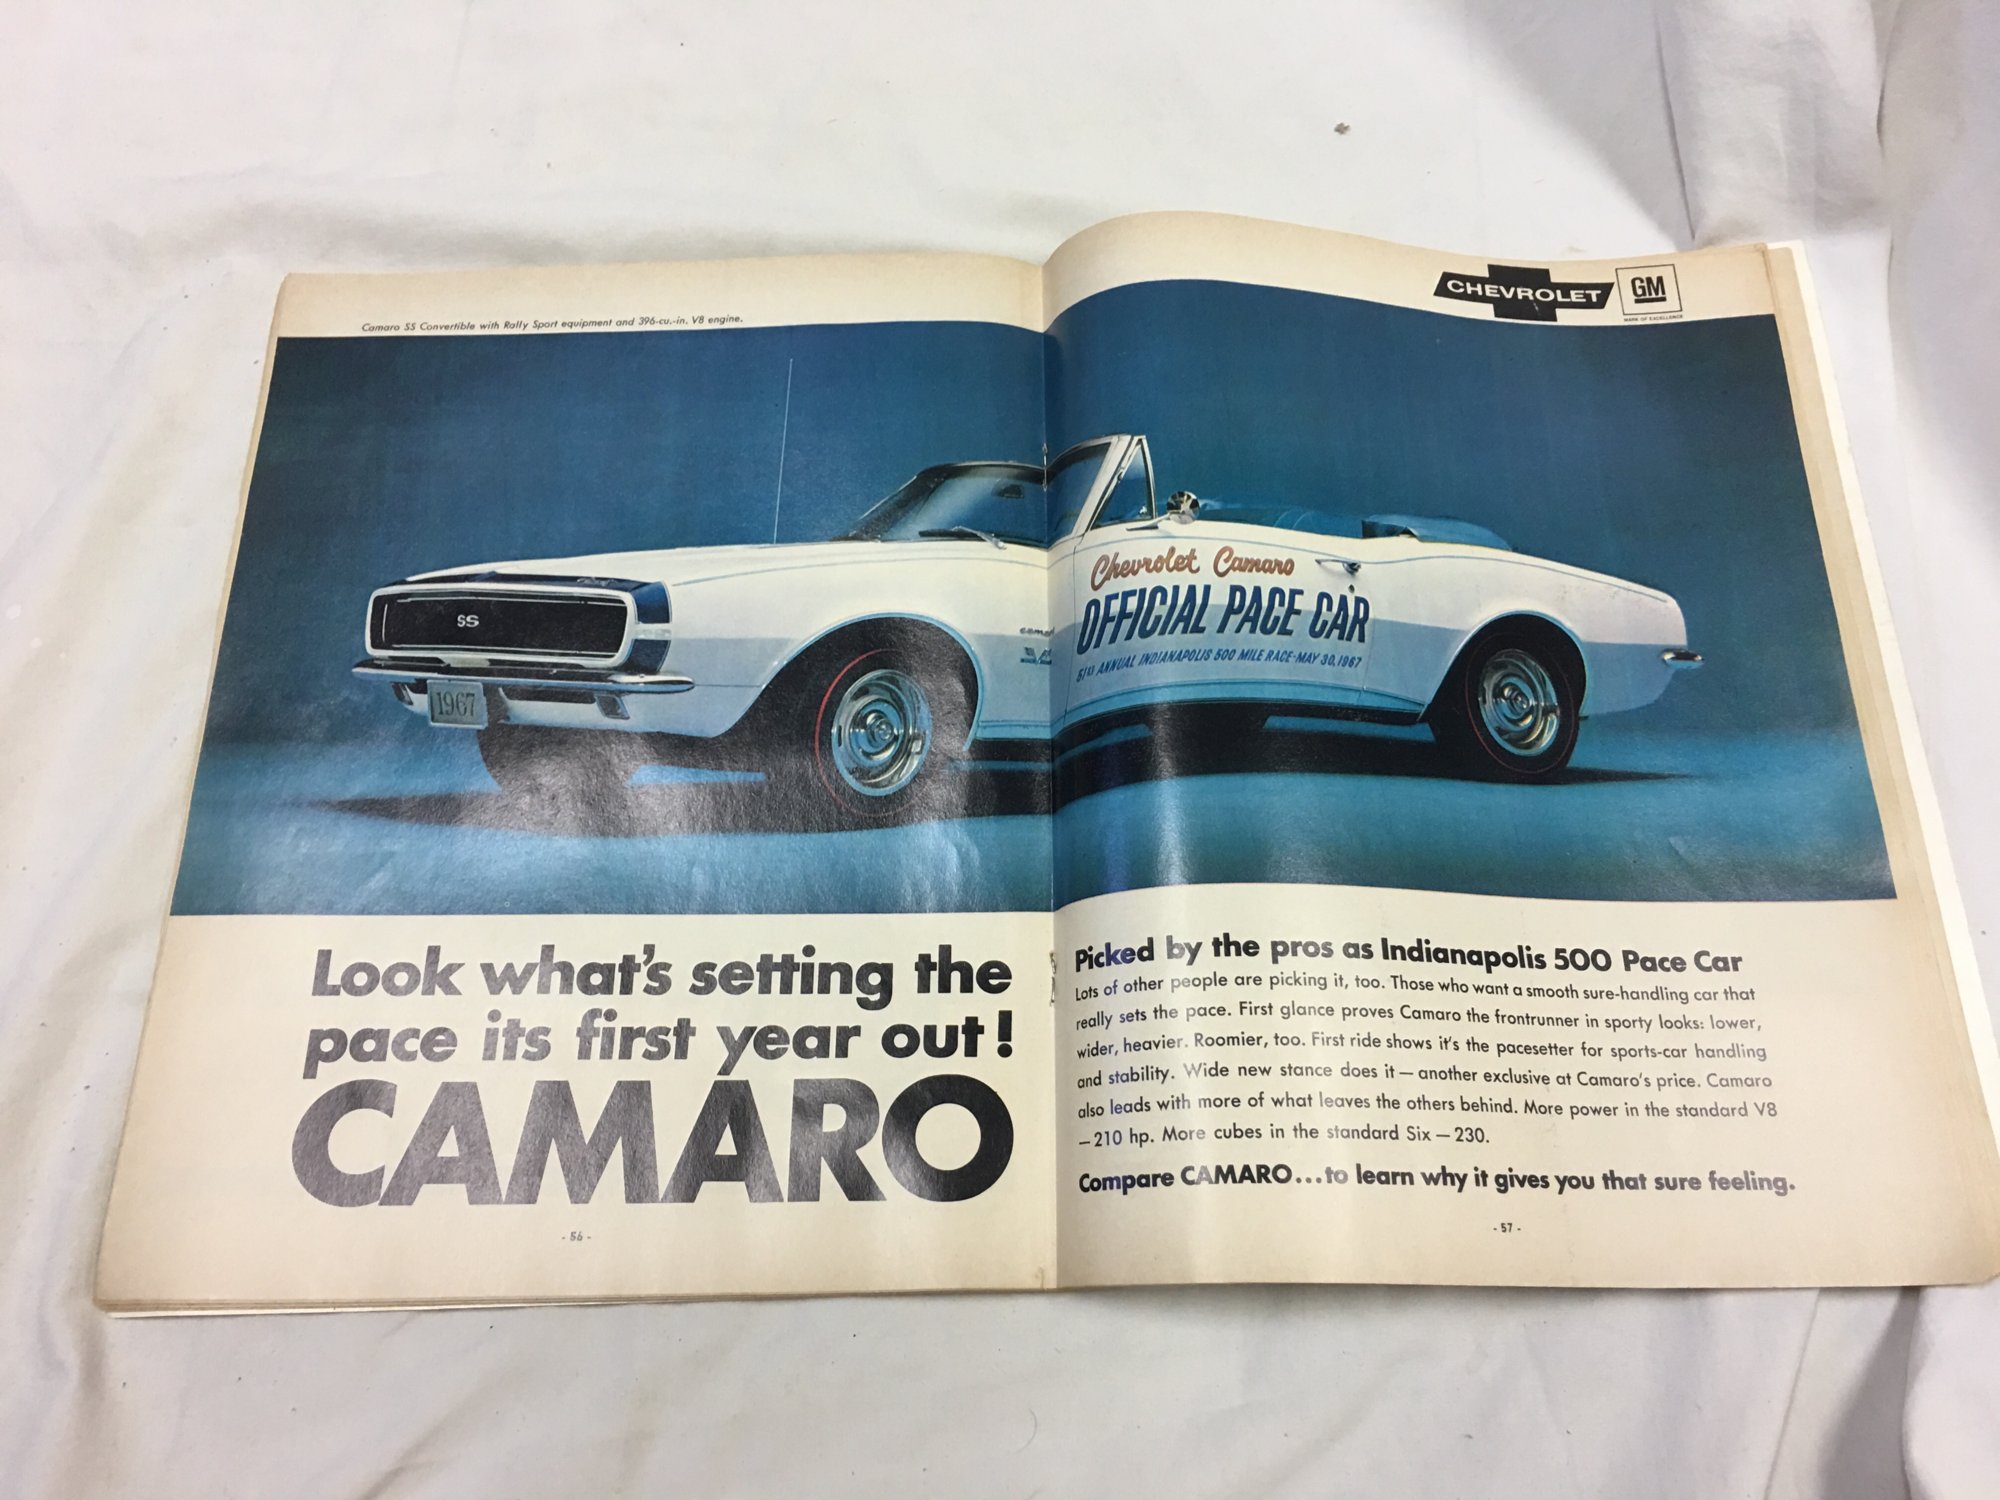 Camaro SS Convertible with Rally Sport equipment and 396-cu.-in. V8 engine.
CHEVROLET
GM
MARK OF EXCELLENCE
SS
1967
Chevrolet Camaro
OFFICIAL PACE CAR
51st ANNUAL INDIANAPOLIS 500 MILE RACE-MAY 30, 1967
Look what's setting the
pace its first year out!
CAMARO
- 56 -
Picked by the pros as Indianapolis 500 Pace Car
Lots of other people are picking it, too. Those who want a smooth sure-handling car that
really sets the pace. First glance proves Camaro the frontrunner in sporty looks: lower,
wider, heavier. Roomier, too. First ride shows it's the pacesetter for sports-car handling
and stability. Wide new stance does it—another exclusive at Camaro's price. Camaro
also leads with more of what leaves the others behind. More power in the standard V8
—210 hp. More cubes in the standard Six—230.
Compare CAMARO...to learn why it gives you that sure feeling.
- 57 -